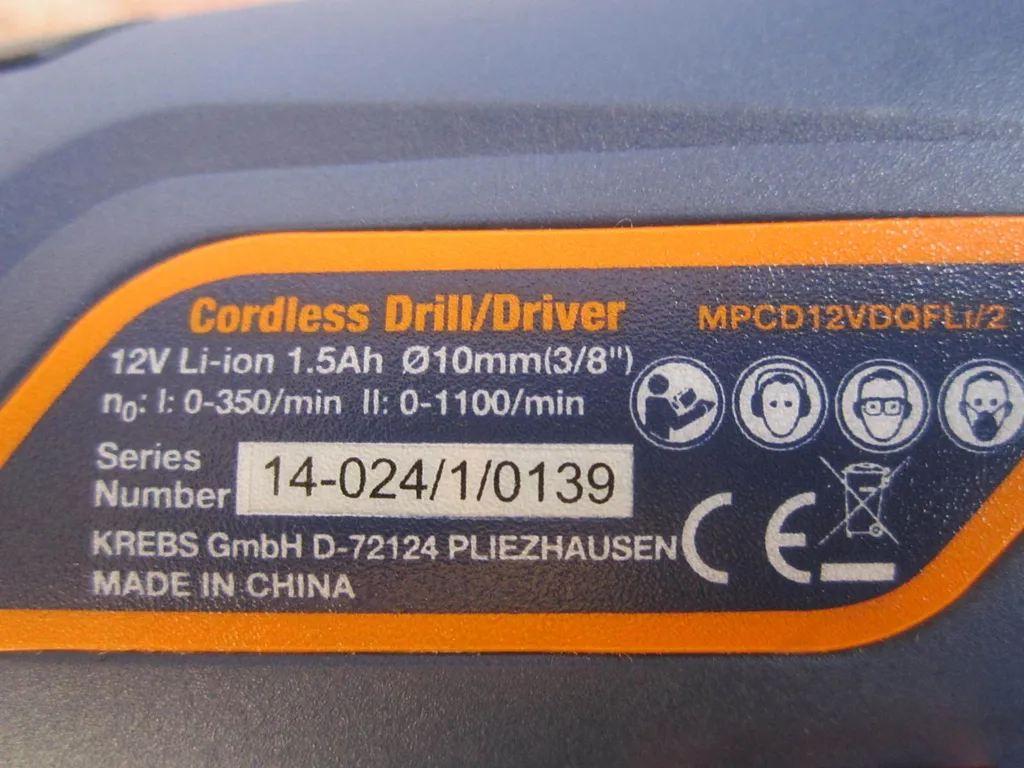 Cordless Drill/Driver MPCD12VDQFLi/2
12V Li-ion 1.5Ah Ø10mm(3/8")
n₀: I: 0-350/min II: 0-1100/min
Series
Number 14-024/1/0139
KREBS GmbH D-72124 PLIEZHAUSEN
MADE IN CHINA
CE